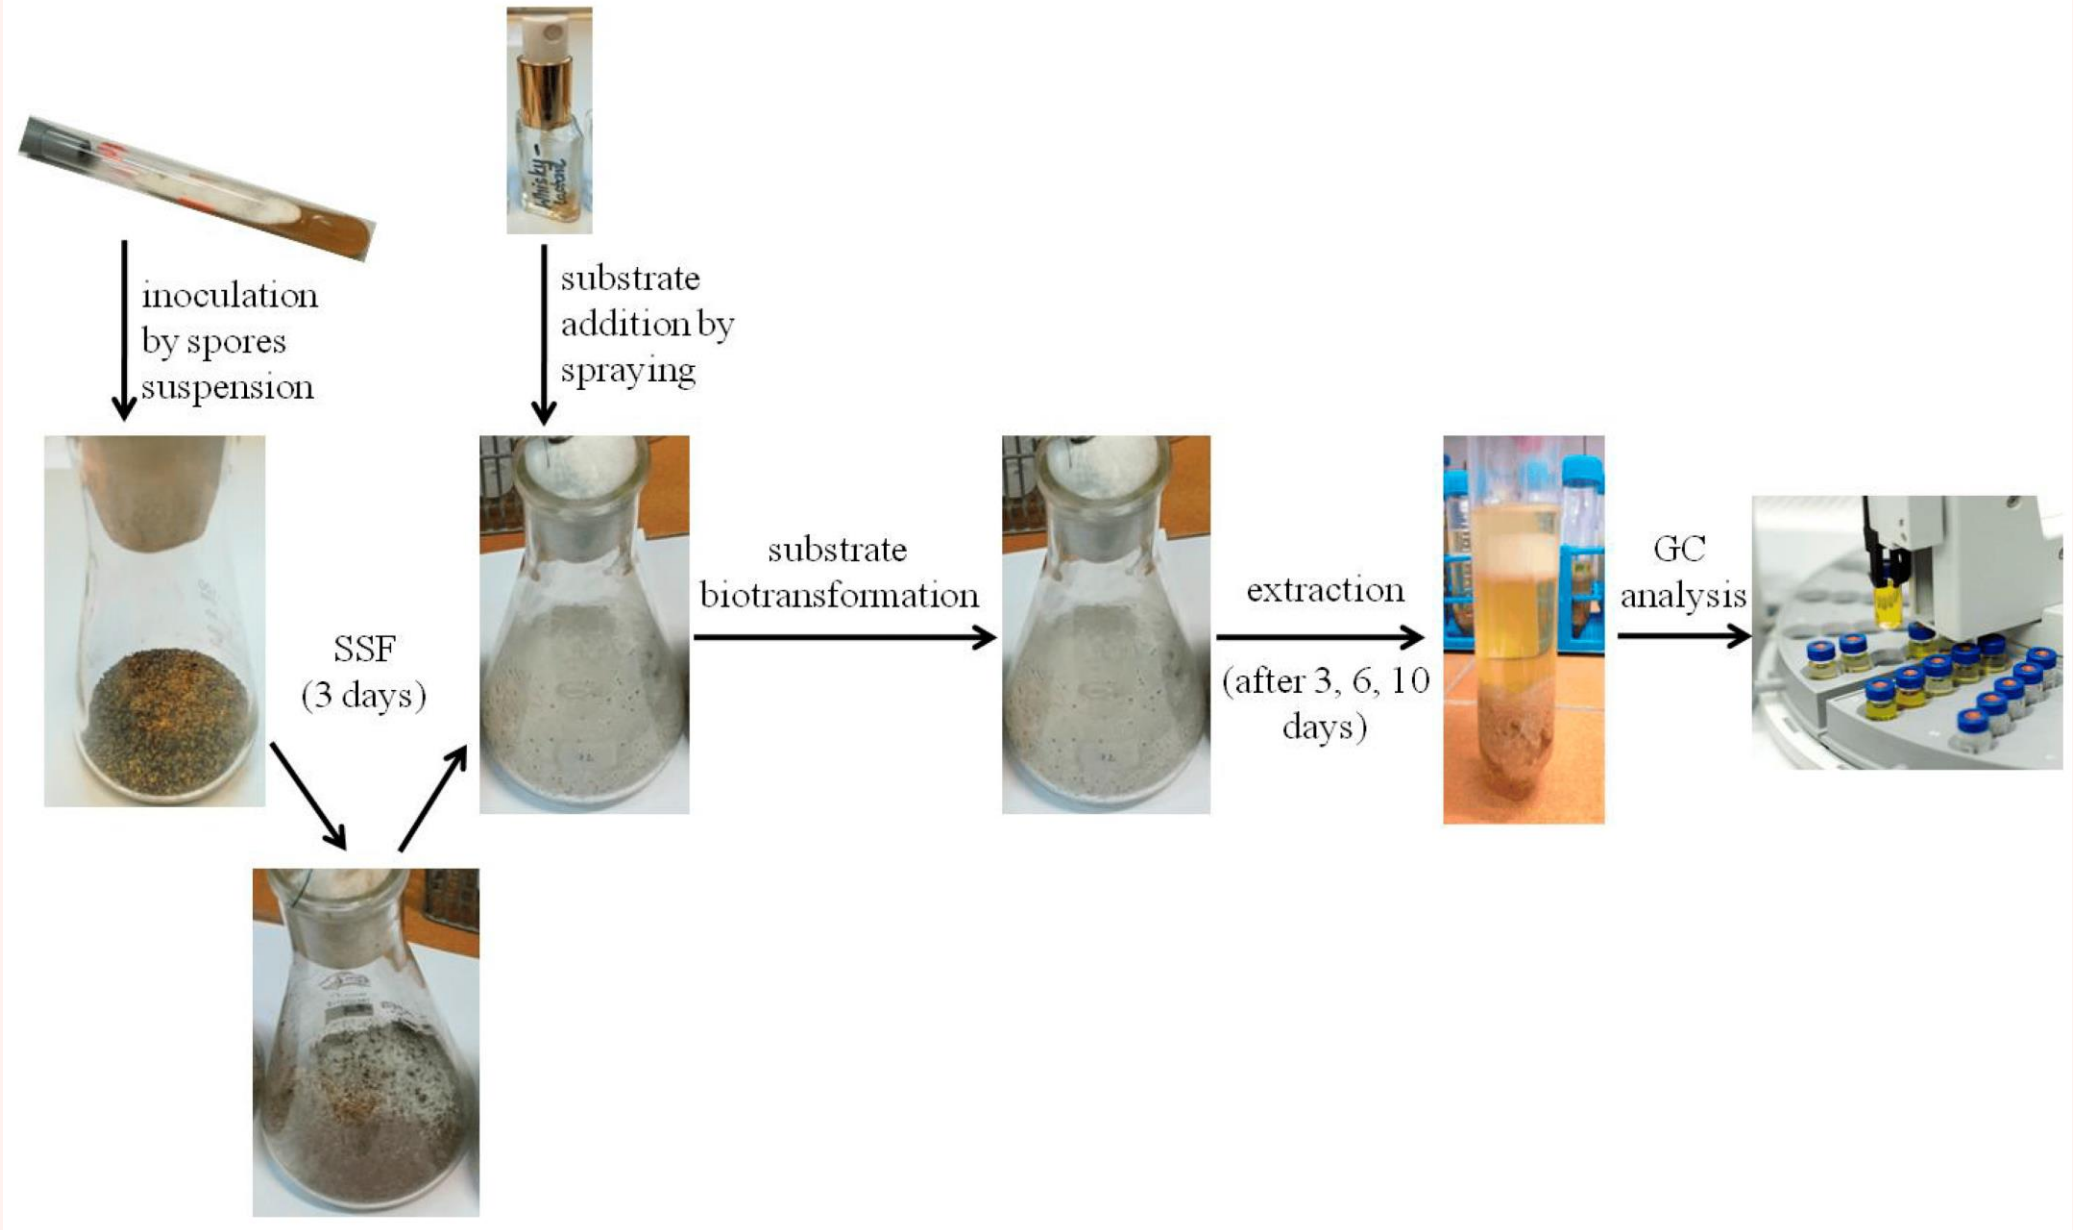 Whisky-
inoculation
by spores
suspension
substrate
addition by
spraying
SSF
(3 days)
substrate
biotransformation
extraction
(after 3, 6, 10
days)
GC
analysis